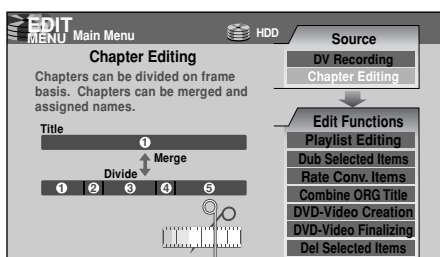 EDIT
MENU Main Menu
HDD
Chapter Editing
Chapters can be divided on frame
basis. Chapters can be merged and
assigned names.
Title
1
Merge
Divide
1 2 3 4 5
Source
DV Recording
Chapter Editing
Edit Functions
Playlist Editing
Dub Selected Items
Rate Conv. Items
Combine ORG Title
DVD-Video Creation
DVD-Video Finalizing
Del Selected Items